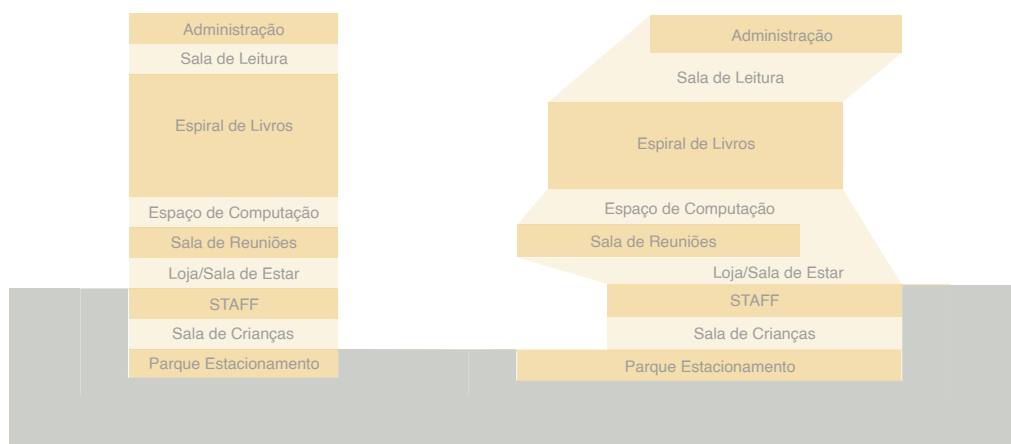 Administração
Sala de Leitura
Espiral de Livros
Espaço de Computação
Sala de Reuniões
Loja/Sala de Estar
STAFF
Sala de Crianças
Parque Estacionamento
Administração
Sala de Leitura
Espiral de Livros
Espaço de Computação
Sala de Reuniões
Loja/Sala de Estar
STAFF
Sala de Crianças
Parque Estacionamento